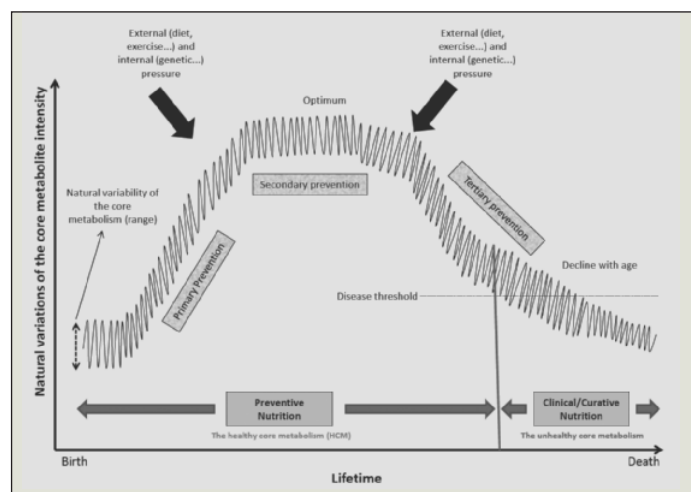 External (diet,
exercise...) and
internal (genetic...)
pressure
External (diet,
exercise...) and
internal (genetic...)
pressure
Optimum
Natural variations of the core metabolite intensity
Natural variability of
the core
metabolism (range)
Secondary prevention
Primary Prevention
Tertiary prevention
Decline with age
Disease threshold
Preventive
Nutrition
Clinical/Curative
Nutrition
The healthy core metabolism (HCM)
The unhealthy core metabolism
Birth
Death
Lifetime